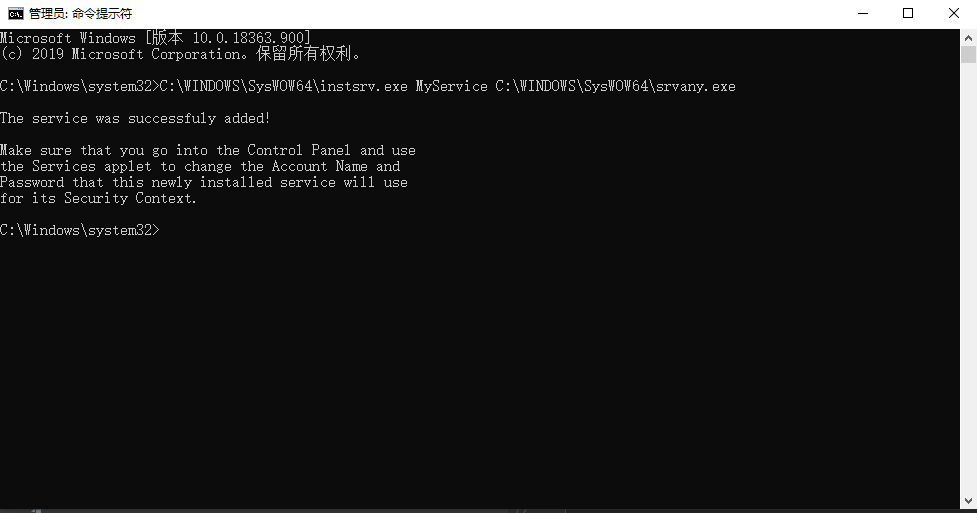 管理员: 命令提示符
Microsoft Windows [版本 10.0.18363.900]
(c) 2019 Microsoft Corporation。保留所有权利。
C:\Windows\system32>C:\WINDOWS\SysWOW64\instsrv.exe MyService C:\WINDOWS\SysWOW64\srvany.exe
The service was successfuly added!
Make sure that you go into the Control Panel and use
the Services applet to change the Account Name and
Password that this newly installed service will use
for its Security Context.
C:\Windows\system32>